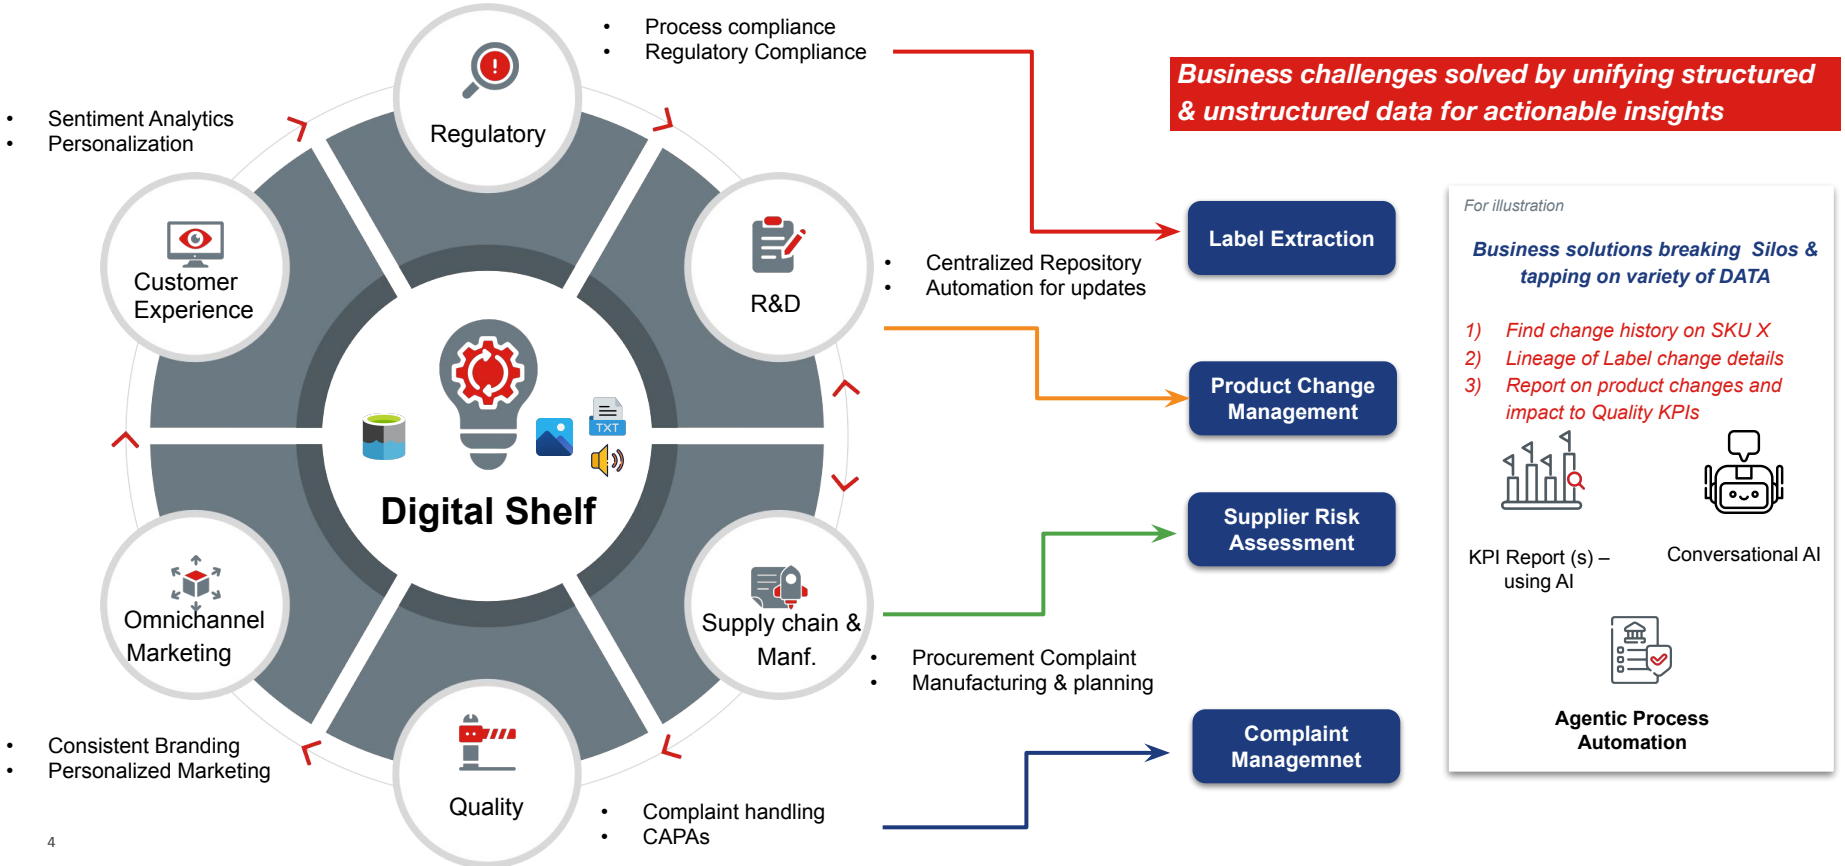 • Process compliance
• Regulatory Compliance
Business challenges solved by unifying structured
& unstructured data for actionable insights
• Sentiment Analytics
• Personalization
Regulatory
Customer
Experience
R&D
• Centralized Repository
• Automation for updates
Label Extraction
Product Change
Management
Supplier Risk
Assessment
Complaint
Managemnet
TXT
Digital Shelf
Omnichannel
Marketing
Supply chain &
Manf.
• Procurement Complaint
• Manufacturing & planning
• Consistent Branding
• Personalized Marketing
Quality
• Complaint handling
• CAPAs
For illustration
Business solutions breaking Silos &
tapping on variety of DATA
1) Find change history on SKU X
2) Lineage of Label change details
3) Report on product changes and
impact to Quality KPIs
KPI Report (s) –
using AI
Conversational AI
Agentic Process
Automation
4